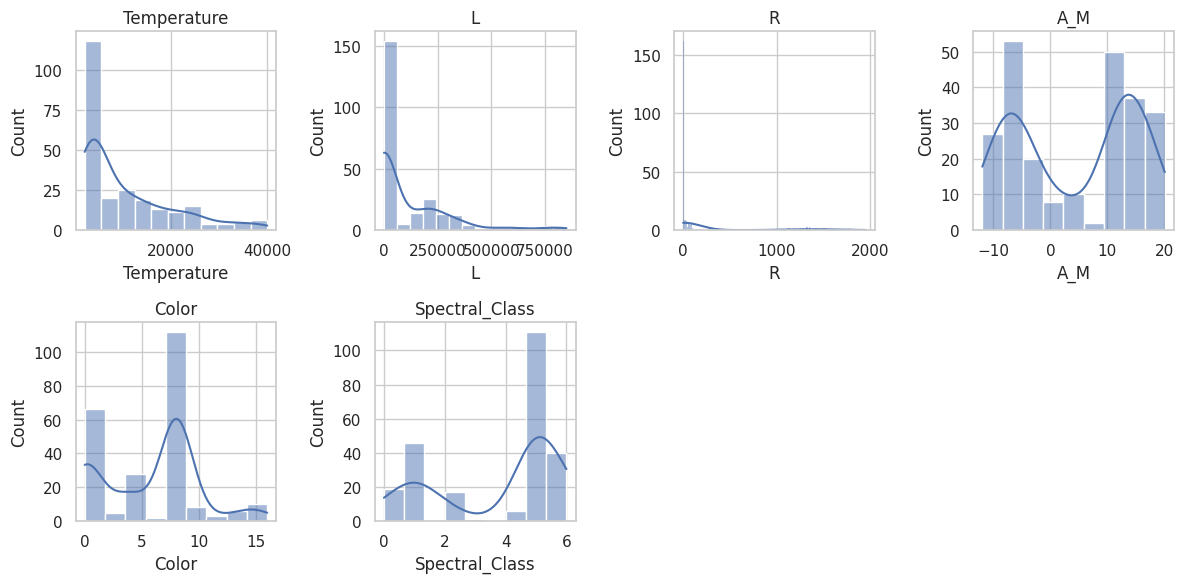 Temperature
L
R
A_M
Count
100
75
50
25
0
20000
40000
Temperature
Count
150
100
50
0
0
250000
500000
750000
L
Count
150
100
50
0
0
1000
2000
R
Count
50
40
30
20
10
0
−10
0
10
20
A_M
Color
Spectral_Class
Count
100
80
60
40
20
0
0
5
10
15
Color
Count
100
80
60
40
20
0
0
2
4
6
Spectral_Class